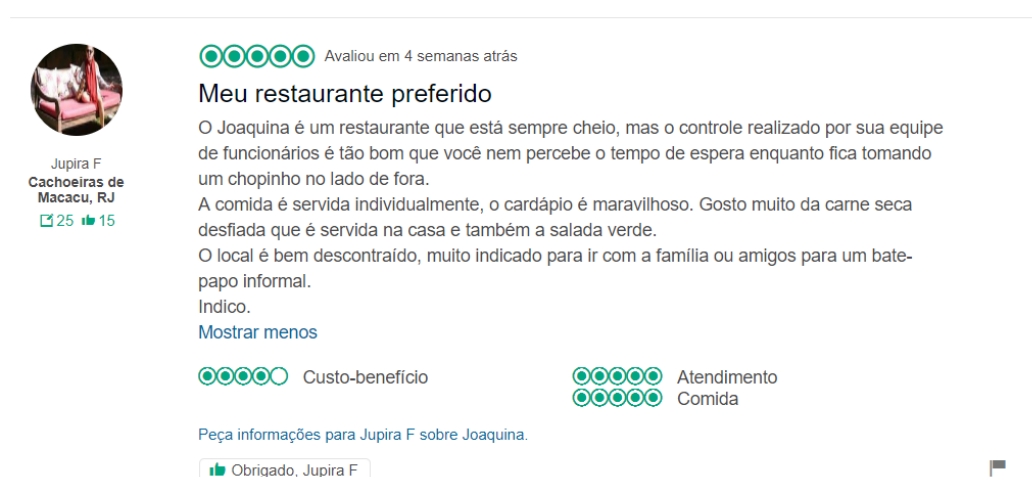 Avaliou em 4 semanas atrás
Meu restaurante preferido
O Joaquina é um restaurante que está sempre cheio, mas o controle realizado por sua equipe
de funcionários é tão bom que você nem percebe o tempo de espera enquanto fica tomando
um chopinho no lado de fora.
A comida é servida individualmente, o cardápio é maravilhoso. Gosto muito da carne seca
desfiada que é servida na casa e também a salada verde.
O local é bem descontraído, muito indicado para ir com a família ou amigos para um bate-
papo informal.
Indico.
Mostrar menos
Jupira F
Cachoeiras de
Macacu, RJ
25 15
Custo-benefício
Atendimento
Comida
Peça informações para Jupira F sobre Joaquina.
Obrigado, Jupira F